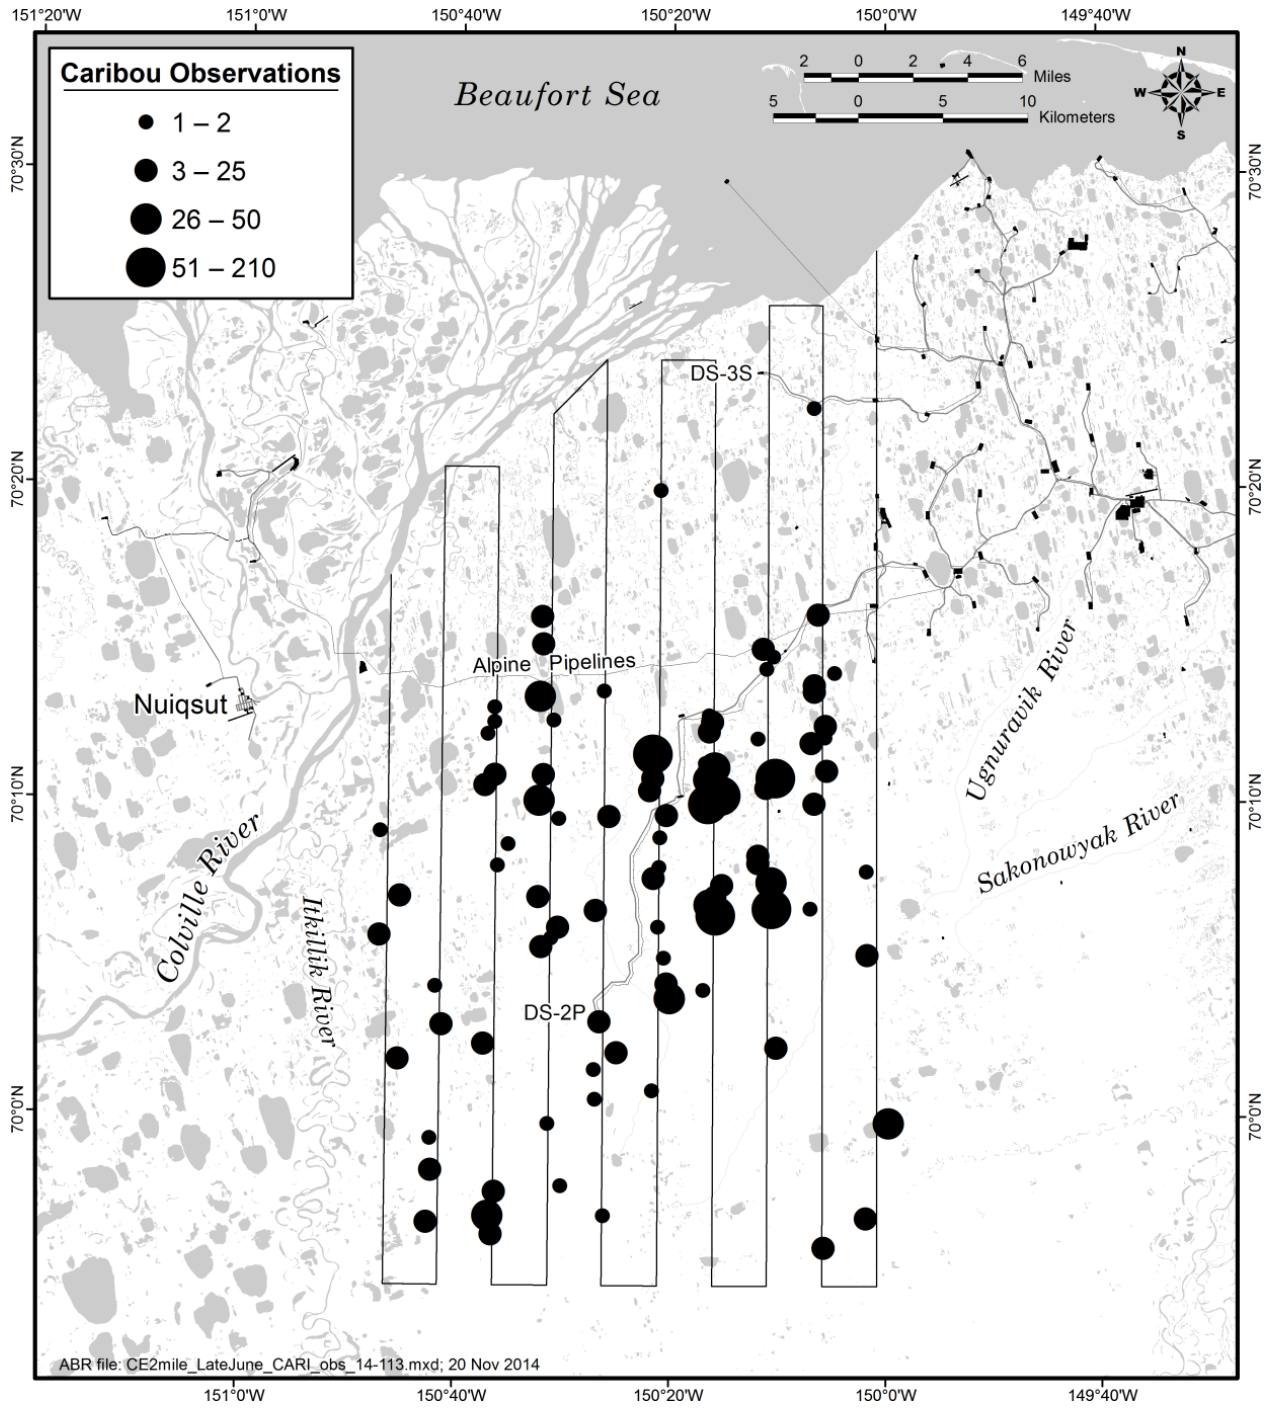 151°20'W 151°0'W 150°40'W 150°20'W 150°0'W 149°40'W
Caribou Observations
1 – 2
3 – 25
26 – 50
51 – 210
Beaufort Sea
2 0 2 4 6
Miles
5 0 5 10
Kilometers
N
W E
S
70°30'N
70°30'N
DS-3S
70°20'N
70°20'N
Alpine Pipelines
Nuiqsut
Ugnuravik River
70°10'N
70°10'N
Sakonowyak River
Colville River
Itkillik River
DS-2P
70°0'N
70°0'N
ABR file: CE2mile_LateJune_CARI_obs_14-113.mxd; 20 Nov 2014
151°0'W 150°40'W 150°20'W 150°0'W 149°40'W